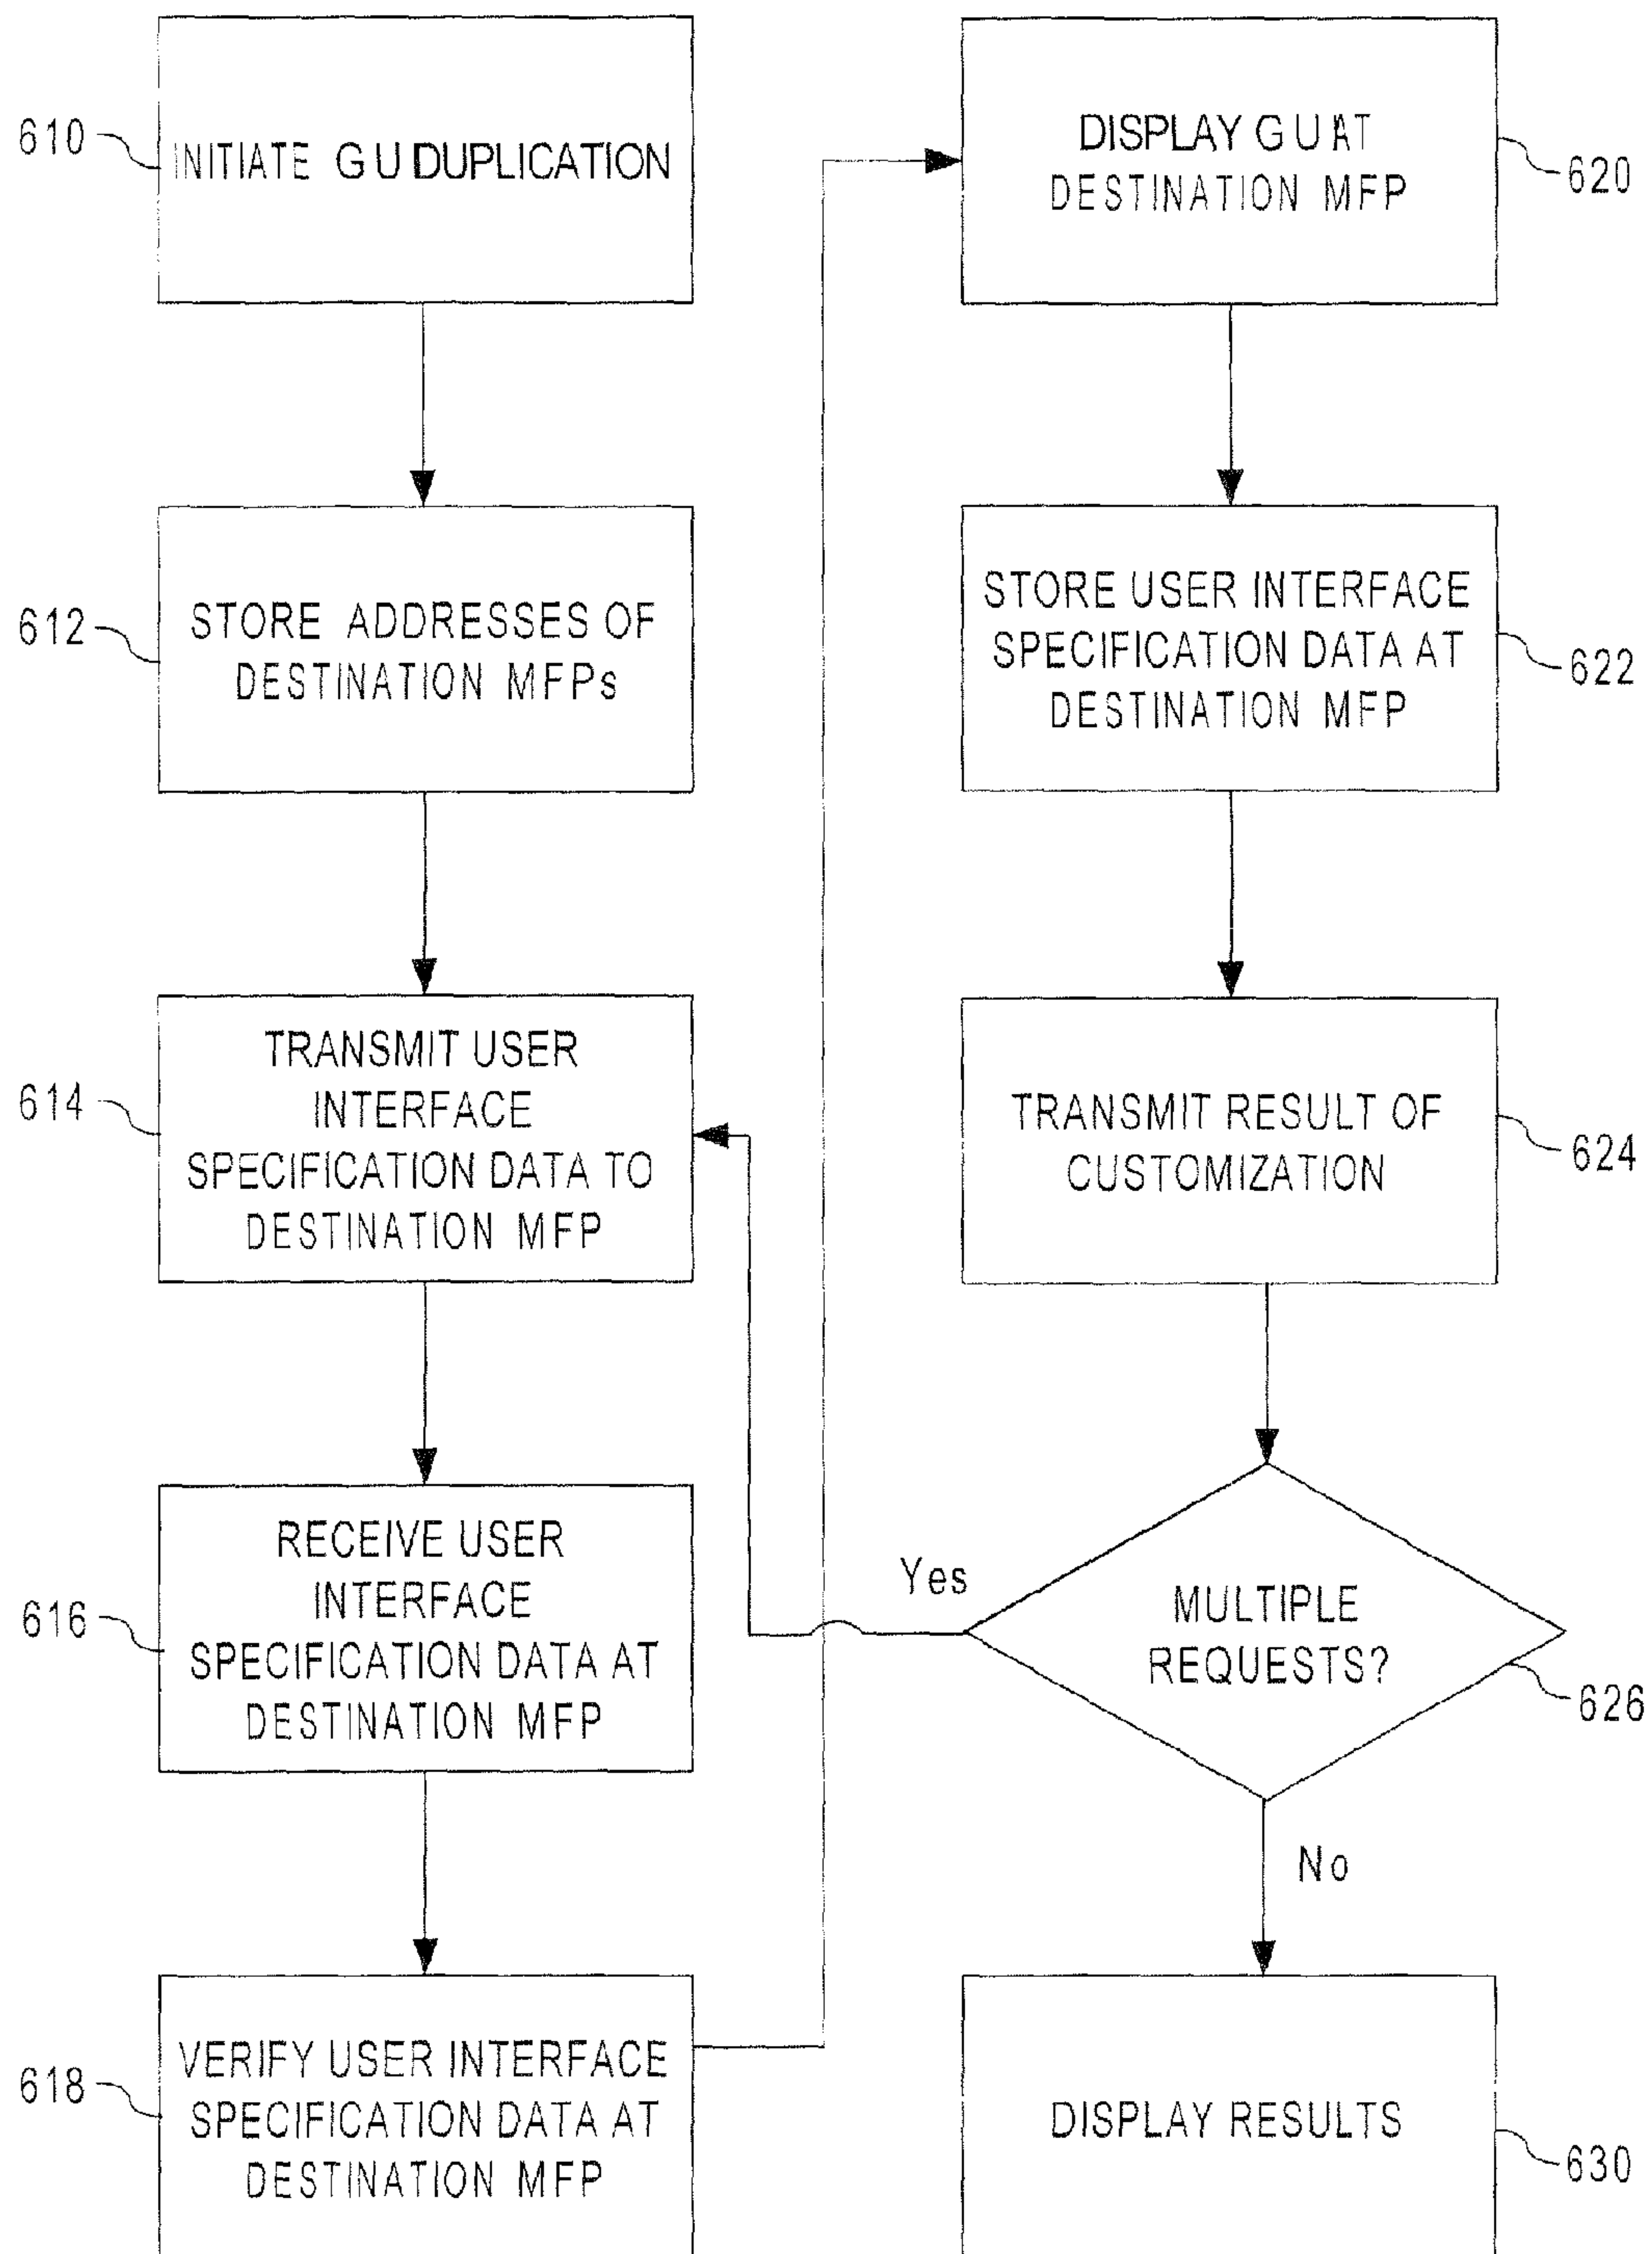 610
INITIATE GU DUPLICATION
612
STORE ADDRESSES OF
DESTINATION MFPs
614
TRANSMIT USER
INTERFACE
SPECIFICATION DATA TO
DESTINATION MFP
616
RECEIVE USER
INTERFACE
SPECIFICATION DATA AT
DESTINATION MFP
618
VERIFY USER INTERFACE
SPECIFICATION DATA AT
DESTINATION MFP
DISPLAY GU AT
DESTINATION MFP
620
STORE USER INTERFACE
SPECIFICATION DATA AT
DESTINATION MFP
622
TRANSMIT RESULT OF
CUSTOMIZATION
624
Yes
MULTIPLE
REQUESTS?
626
No
DISPLAY RESULTS
630